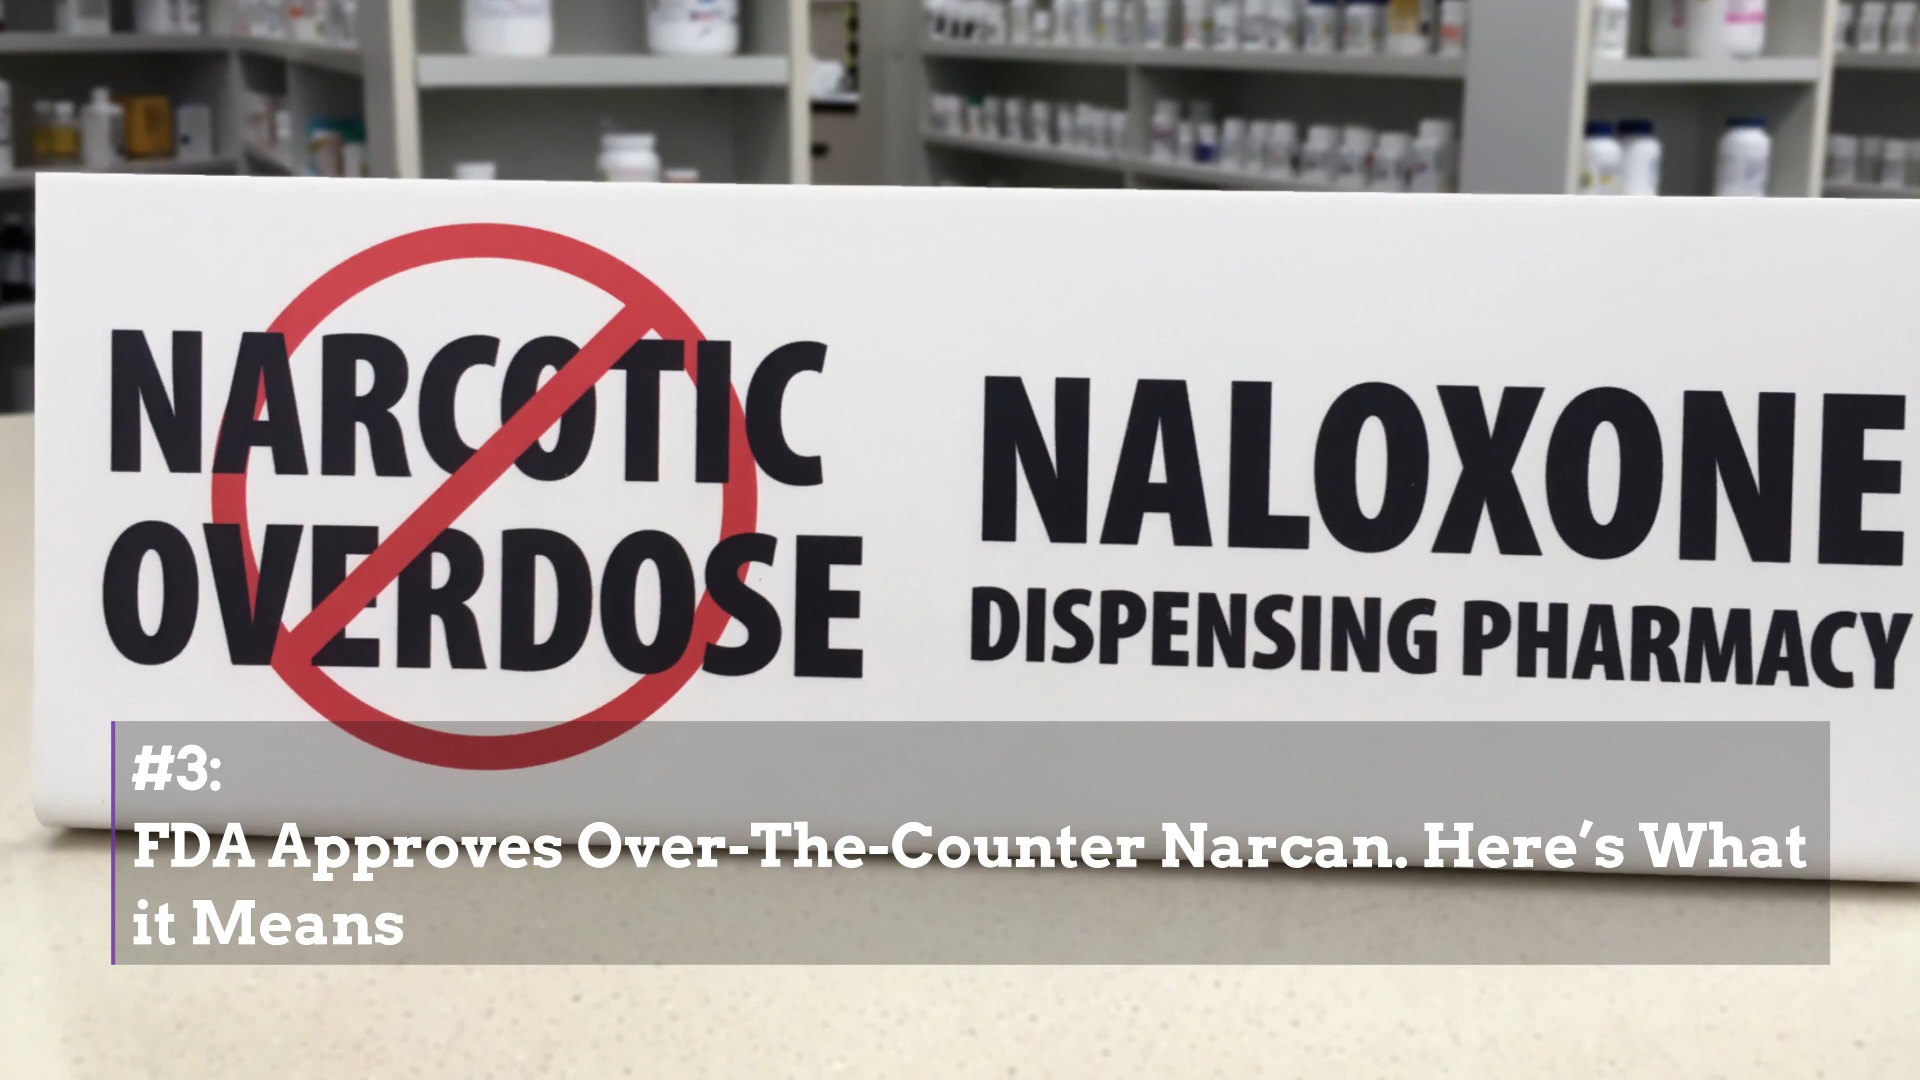 NARCOTIC
OVERDOSE
NALOXONE
DISPENSING PHARMACY
#3:
FDA Approves Over-The-Counter Narcan. Here’s What
it Means